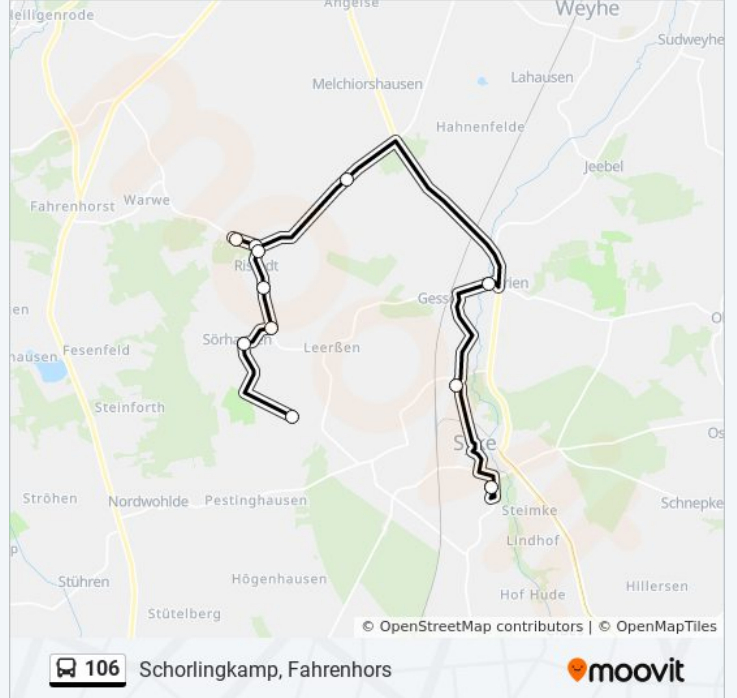 Heiligenrode
Angelse
Weyhe
Sudweyhe
Melchiorshausen
Lahausen
Hahnenfelde
Jeebel
Warwe
Fahrenhorst
Fesenfeld
Leerßen
Steinforth
Ströhen
Nordwohlde
Pestinghausen
Schnepke
Steimke
Lindhof
Högenhausen
Stühren
Hof Hude
Hillersen
Stütelberg
© OpenStreetMap contributors | © OpenMapTiles
106 Schorlingkamp, Fahrenhors
moovit